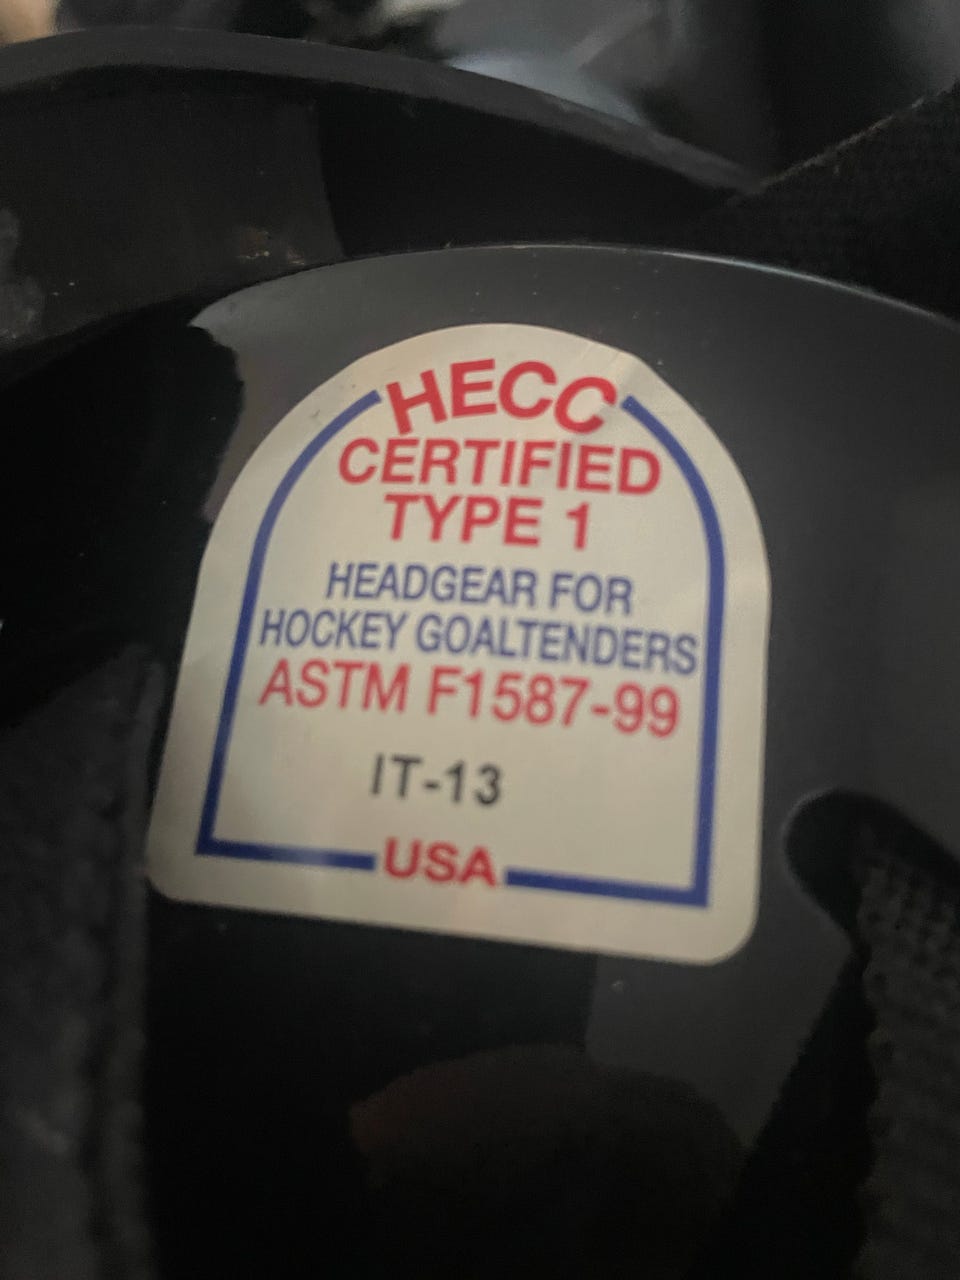 HECC
CERTIFIED
TYPE 1
HEADGEAR FOR
HOCKEY GOALTENDERS
ASTM F1587-99
IT-13
USA